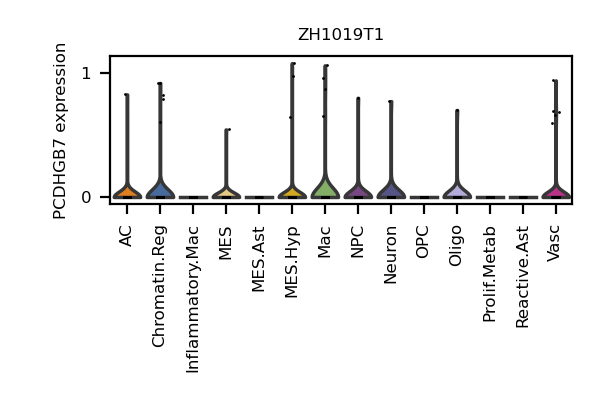 ZH1019T1
PCDHGB7 expression
1
0
AC
Chromatin.Reg
Inflammatory.Mac
MES
MES.Ast
MES.Hyp
Mac
NPC
Neuron
OPC
Oligo
Prolif.Metab
Reactive.Ast
Vasc